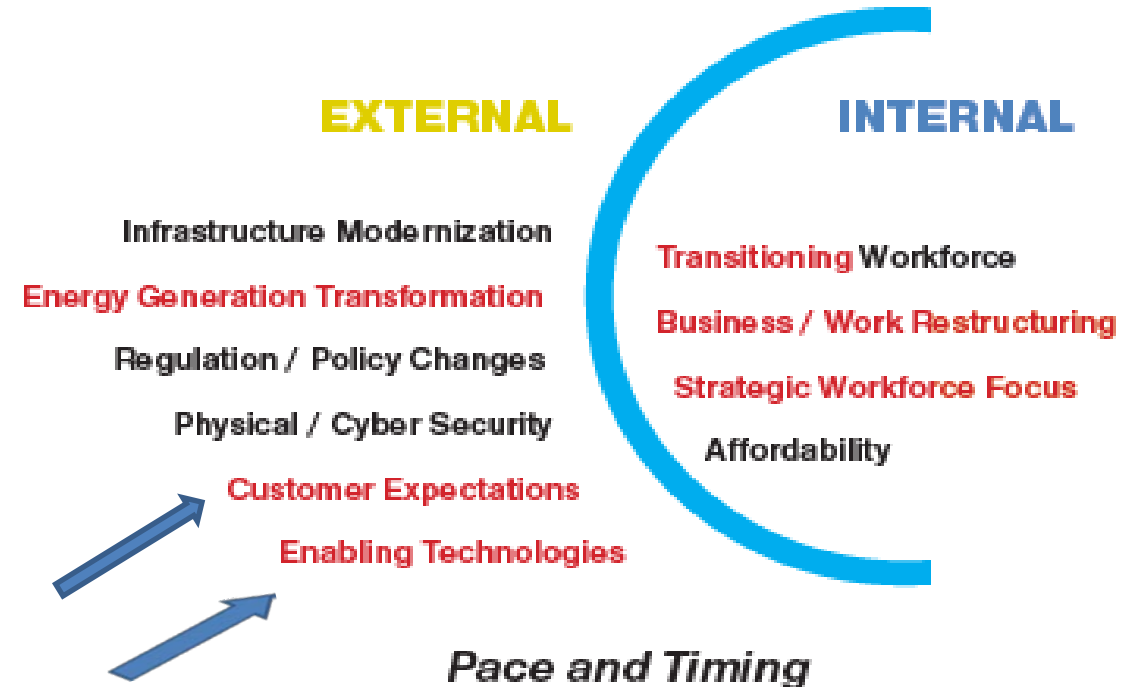 EXTERNAL
Infrastructure Modernization
Energy Generation Transformation
Regulation / Policy Changes
Physical / Cyber Security
Customer Expectations
Enabling Technologies
INTERNAL
Transitioning Workforce
Business / Work Restructuring
Strategic Workforce Focus
Affordability
Pace and Timing